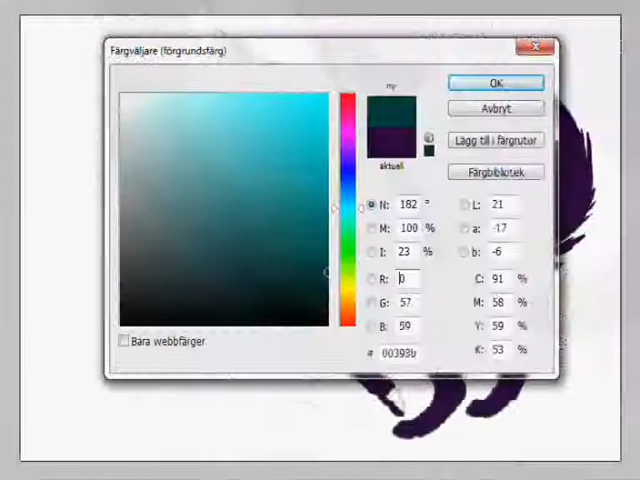 Färgväljare (förgrundsfärg)
ny
aktuell
OK
Avbryt
Lägg till i färgrutor
Färgbibliotek
N: 182 °
M: 100 %
I: 23 %
R: 0
G: 57
B: 59
# 00393b
L: 21
a: -17
b: -6
C: 91 %
M: 58 %
Y: 59 %
K: 53 %
Bara webbfärger